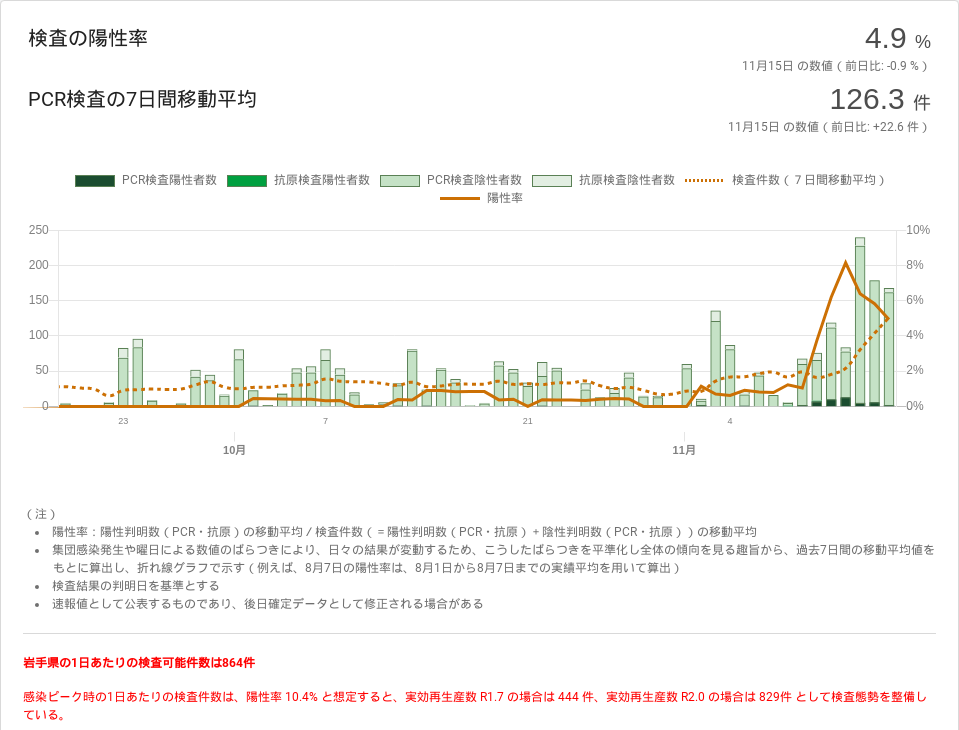 検査の陽性率
4.9 %
11月15日 の数値（前日比: -0.9 %）
PCR検査の7日間移動平均
126.3 件
11月15日 の数値（前日比: +22.6 件）
PCR検査陽性者数 抗原検査陽性者数 PCR検査陰性者数 抗原検査陰性者数 検査件数（７日間移動平均）
陽性率
250 10%
200 8%
150 6%
100 4%
50 2%
0 0%
23 7 21 4
10月 11月
（注）
• 陽性率：陽性判明数（PCR・抗原）の移動平均 / 検査件数（ = 陽性判明数（PCR・抗原）+ 陰性判明数（PCR・抗原））の移動平均
• 集団感染発生や曜日による数値のばらつきにより、日々の結果が変動するため、こうしたばらつきを平準化し全体の傾向を見る趣旨から、過去7日間の移動平均値を
もとに算出し、折れ線グラフで示す（例えば、8月7日の陽性率は、8月1日から8月7日までの実績平均を用いて算出）
• 検査結果の判明日を基準とする
• 速報値として公表するものであり、後日確定データとして修正される場合がある
岩手県の1日あたりの検査可能件数は864件
感染ピーク時の1日あたりの検査件数は、陽性率 10.4% と想定すると、実効再生産数 R1.7 の場合は 444 件、実効再生産数 R2.0 の場合は 829件 として検査態勢を整備し
ている。